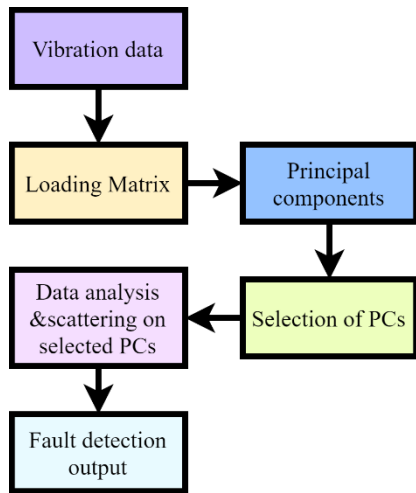 Vibration data
Loading Matrix
Principal
components
Selection of PCs
Data analysis
&scattering on
selected PCs
Fault detection
output